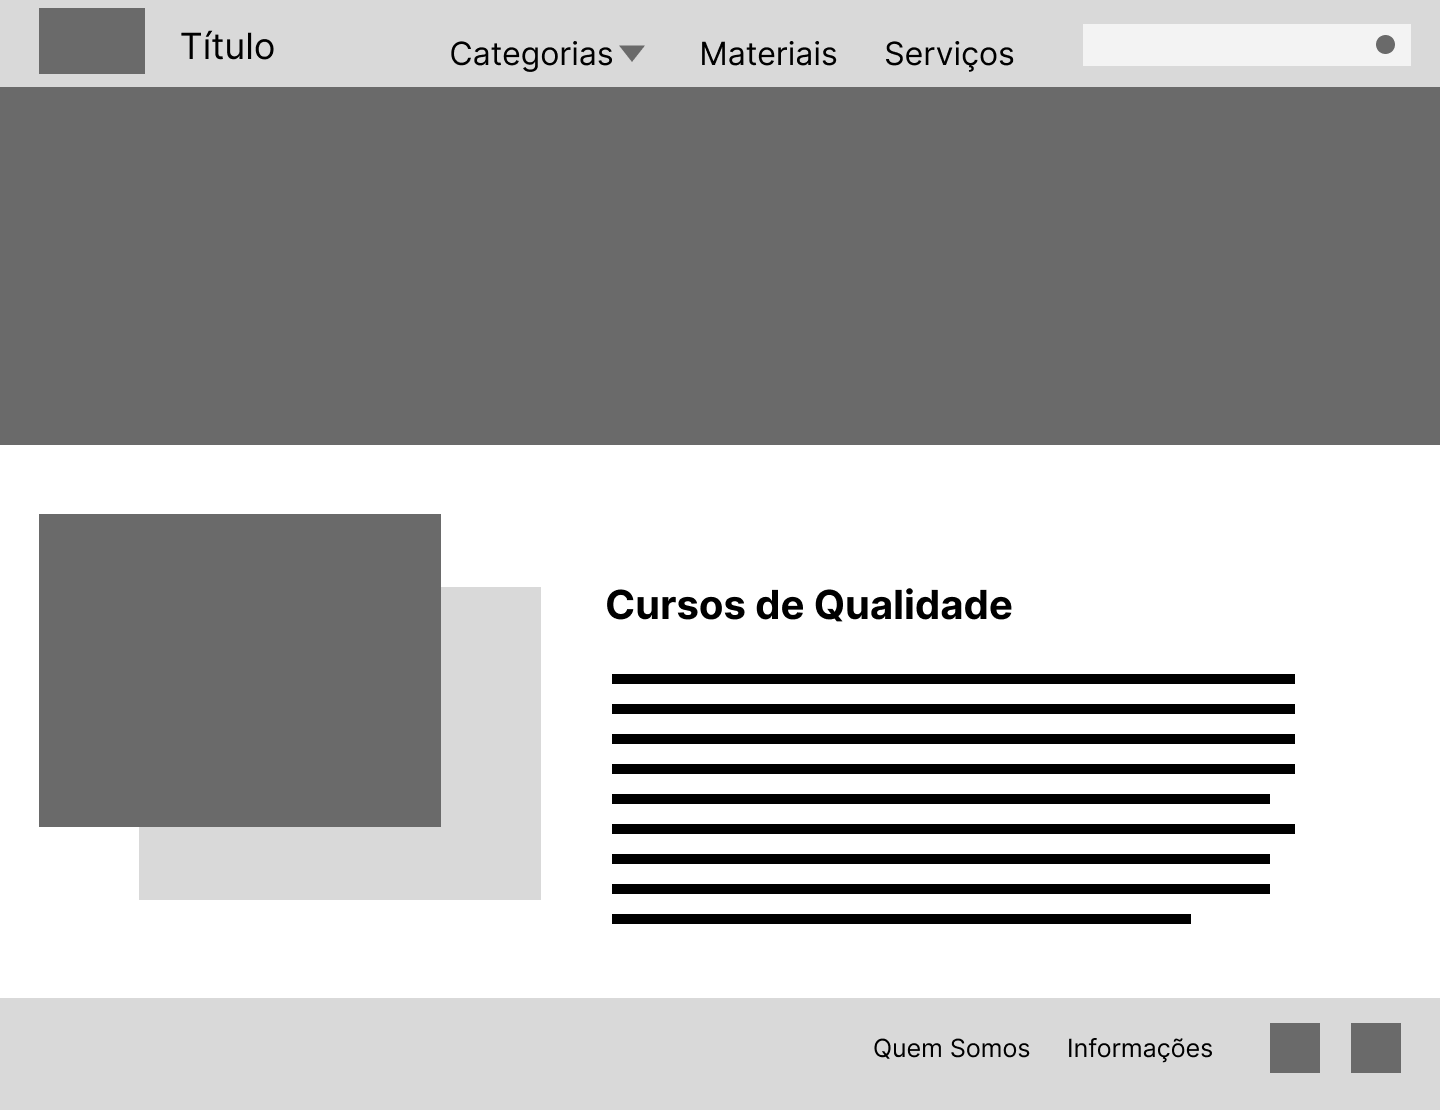 Título
Categorias
Materiais
Serviços
Cursos de Qualidade
Quem Somos
Informações